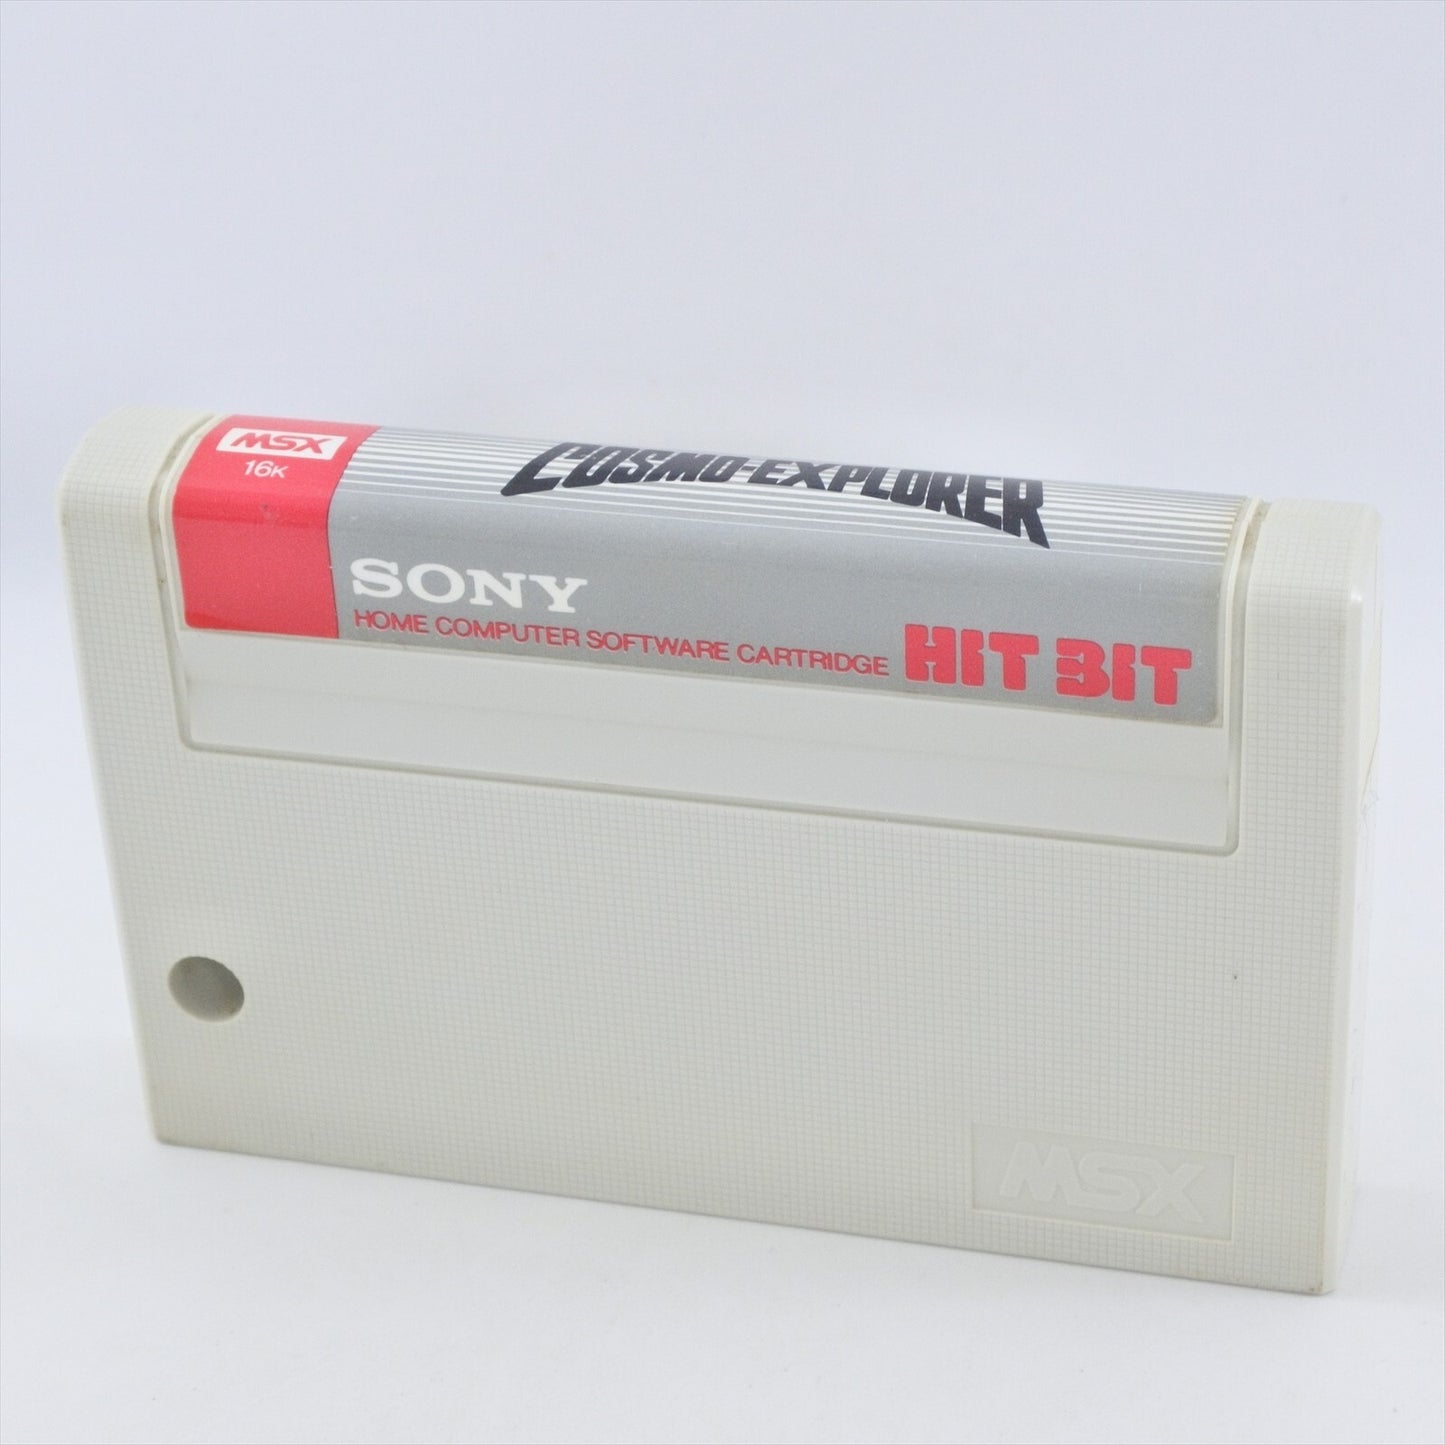 MSX
16K
COSMO-EXPLORER
SONY
HOME COMPUTER SOFTWARE CARTRIDGE
HIT BIT
MSX